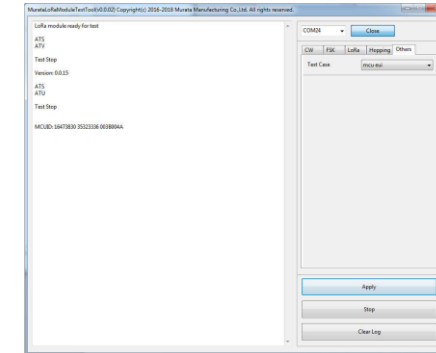 MurataLoRaModuleTestTool(v0.0.02) Copyright(c) 2016-2018 Murata Manufacturing Co.,Ltd. All rights reserved.
LoRa module ready for test
ATS
ATV
Test Stop
Version: 0.0.15
ATS
ATU
Test Stop
MCUID: 16473830 35323336 003B00AA
COM24
Close
CW
FSK
LoRa
Hopping
Others
Test Case
mcu eui
Apply
Stop
Clear Log